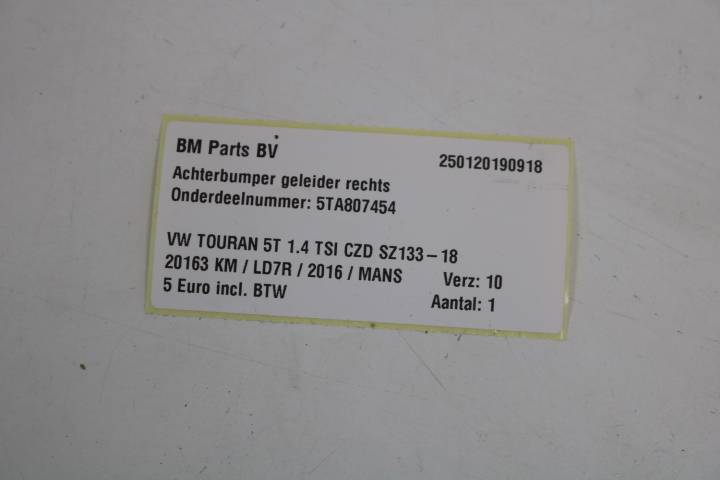 BM Parts BV 250120190918
Achterbumper geleider rechts
Onderdeelnummer: 5TA807454
VW TOURAN 5T 1.4 TSI CZD SZ133-18
20163 KM / LD7R / 2016 / MANS Verz: 10
5 Euro incl. BTW Aantal: 1